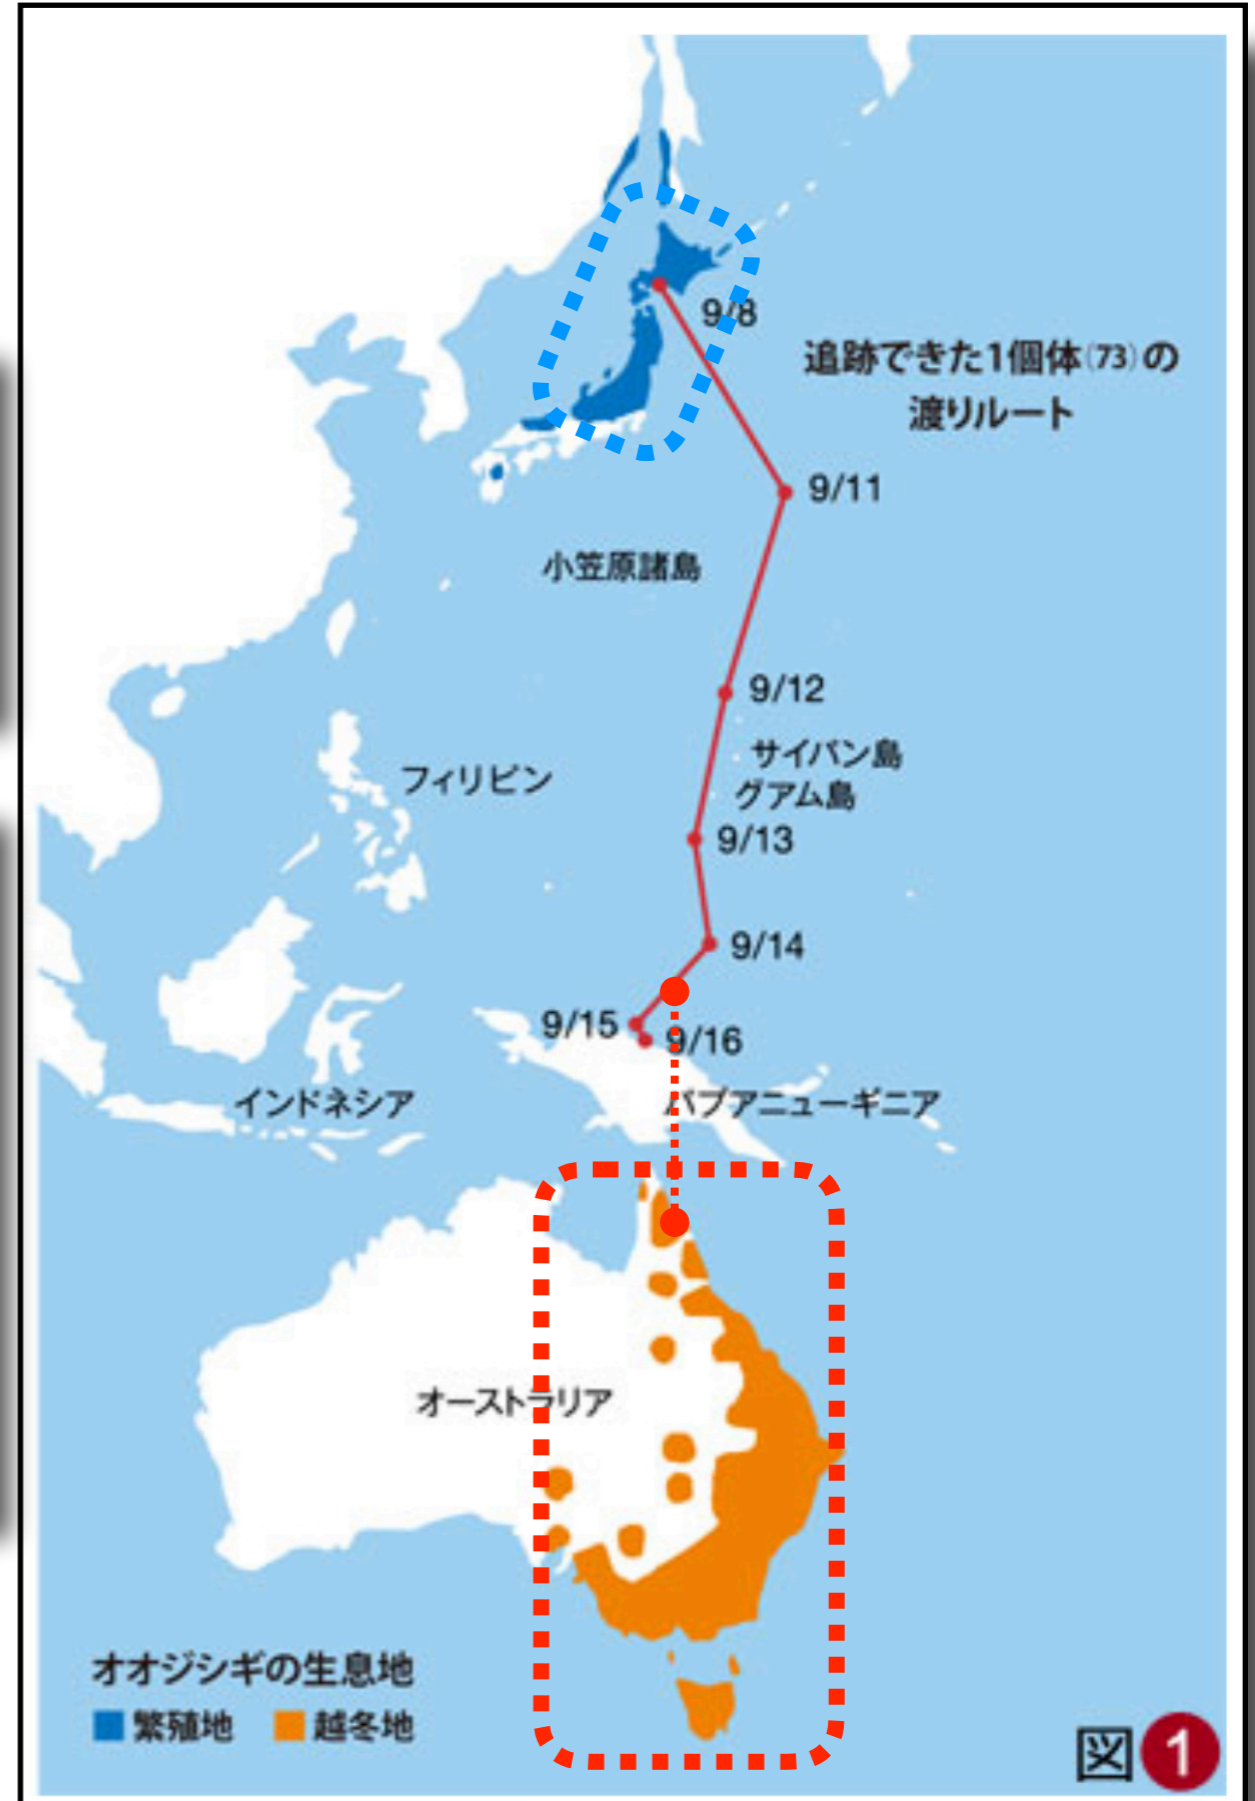 9/8
追跡できた1個体(73)の
渡りルート
9/11
小笠原諸島
9/12
サイパン島
グアム島
フィリピン
9/13
9/14
9/15
9/16
インドネシア
パプアニューギニア
オーストラリア
オオジシギの生息地
繁殖地 越冬地
図1